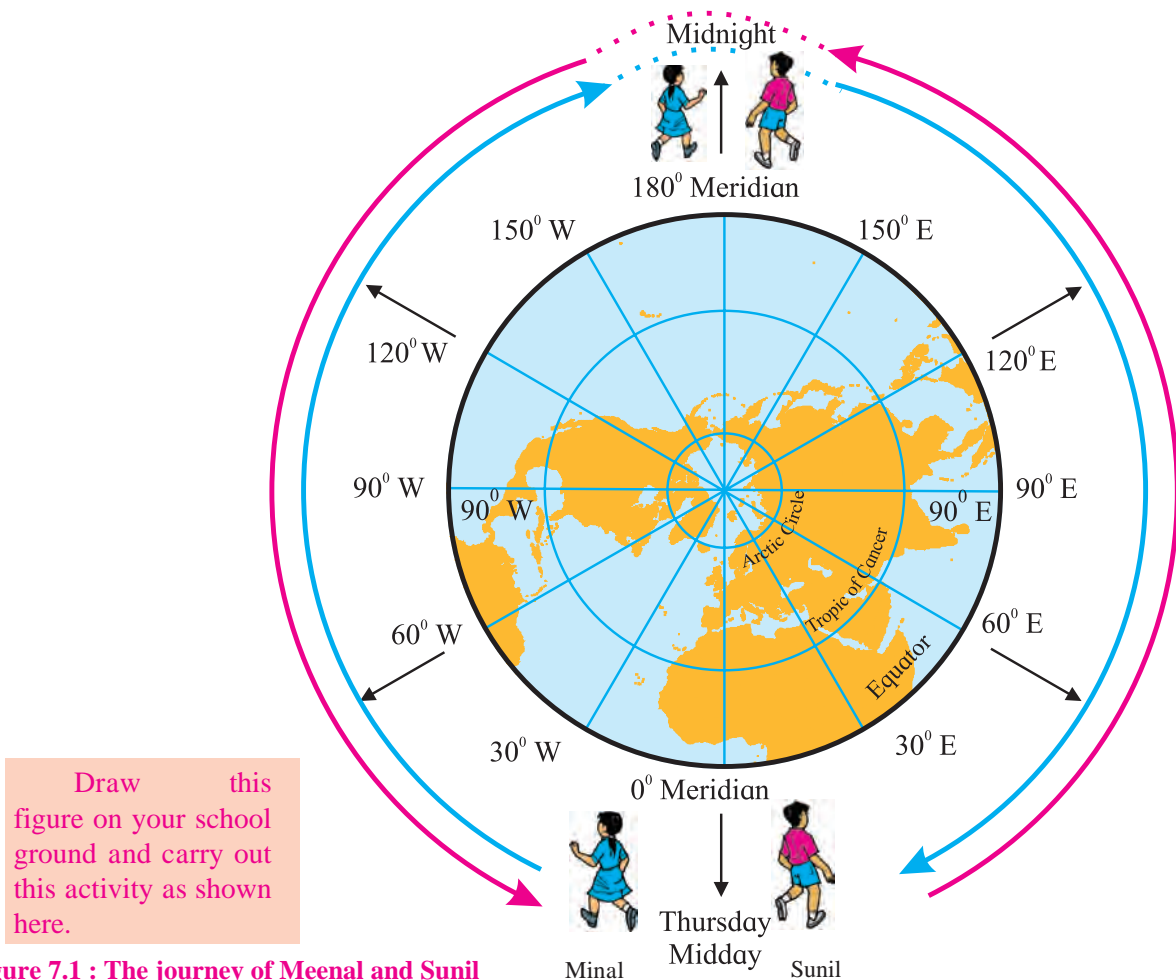 Midnight
180⁰ Meridian
150⁰ W
150⁰ E
120⁰ W
120⁰ E
90⁰ W
90⁰ W
90⁰ E
90⁰ E
Arctic Circle
Tropic of Cancer
Equator
60⁰ W
60⁰ E
30⁰ W
30⁰ E
0⁰ Meridian
Draw this
figure on your school
ground and carry out
this activity as shown
here.
Thursday
Midday
Minal
Sunil
gure 7.1 : The journey of Meenal and Sunil